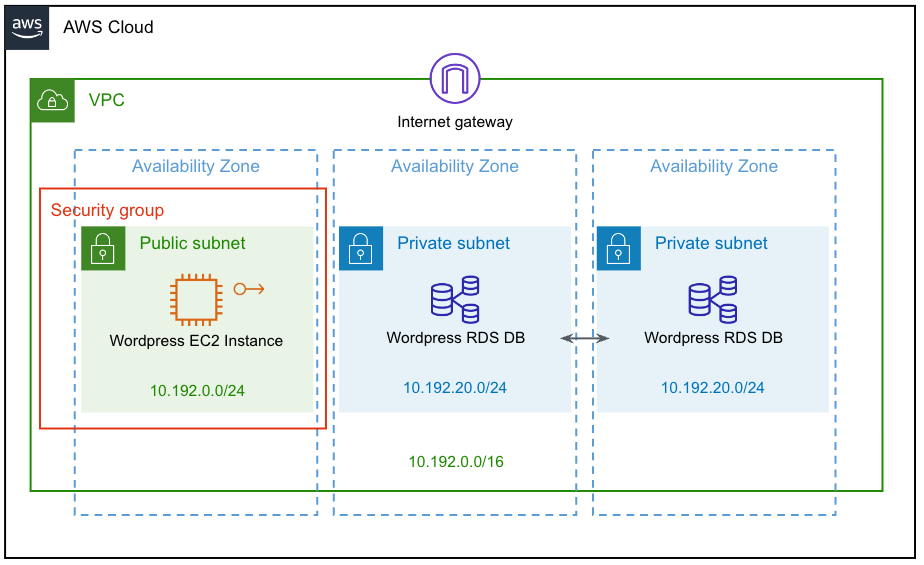 aws
AWS Cloud
VPC
Internet gateway
Availability Zone
Availability Zone
Availability Zone
Security group
Public subnet
Private subnet
Private subnet
Wordpress EC2 Instance
Wordpress RDS DB
Wordpress RDS DB
10.192.0.0/24
10.192.20.0/24
10.192.20.0/24
10.192.0.0/16